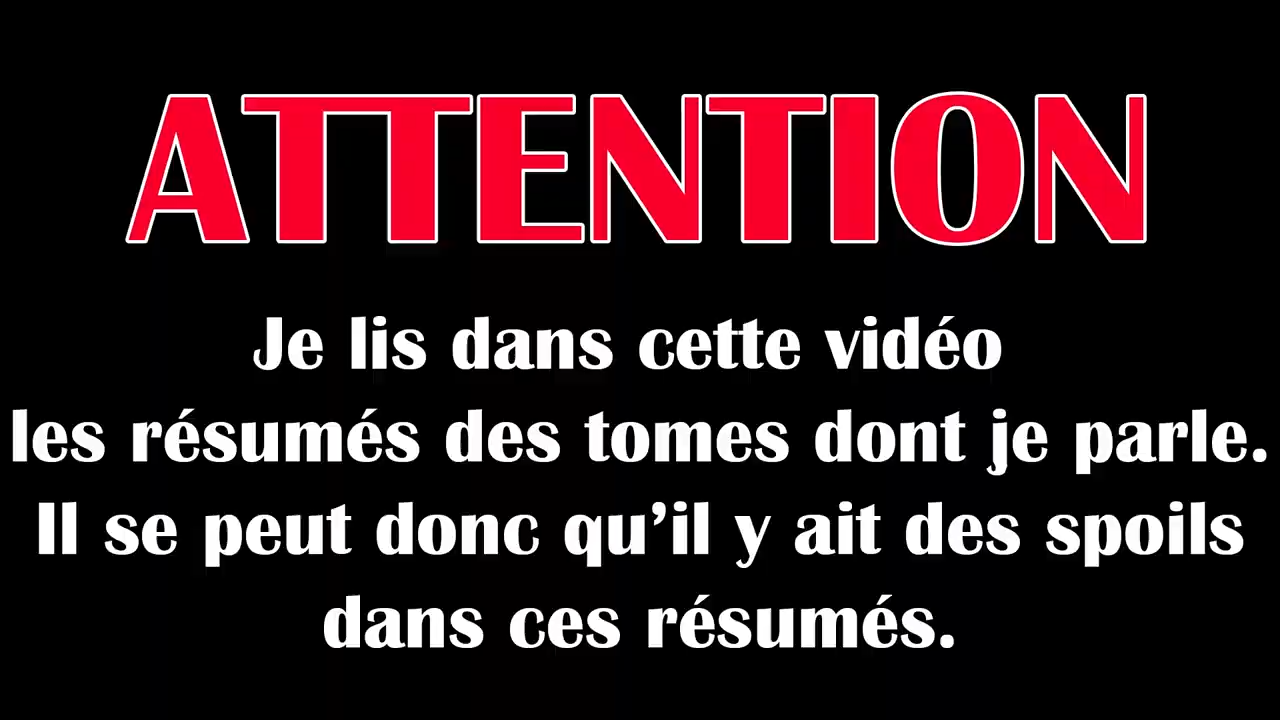 ATTENTION
Je lis dans cette vidéo
les résumés des tomes dont je parle.
Il se peut donc qu'il y ait des spoils
dans ces résumés.